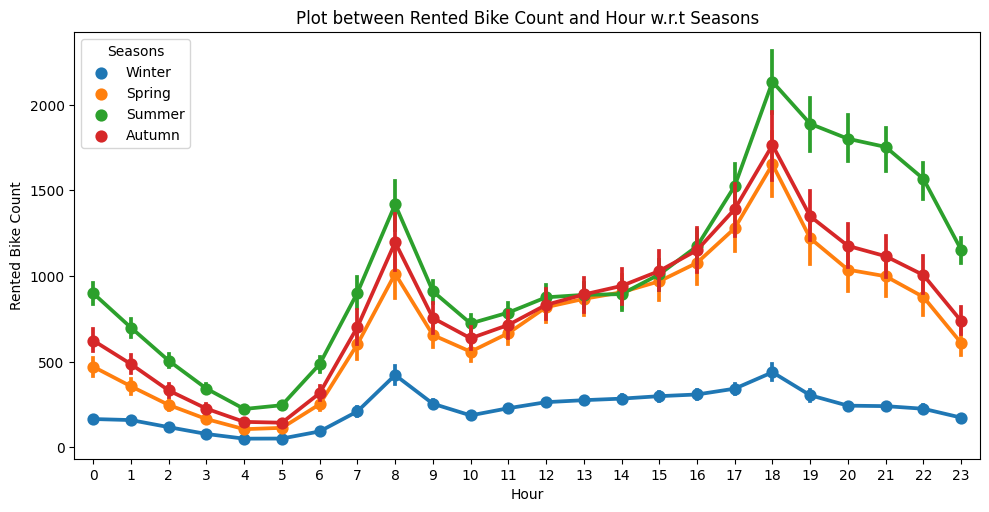 Plot between Rented Bike Count and Hour w.r.t Seasons
Seasons
Winter
Spring
Summer
Autumn
Rented Bike Count
2000
1500
1000
500
0
0 1 2 3 4 5 6 7 8 9 10 11 12 13 14 15 16 17 18 19 20 21 22 23
Hour